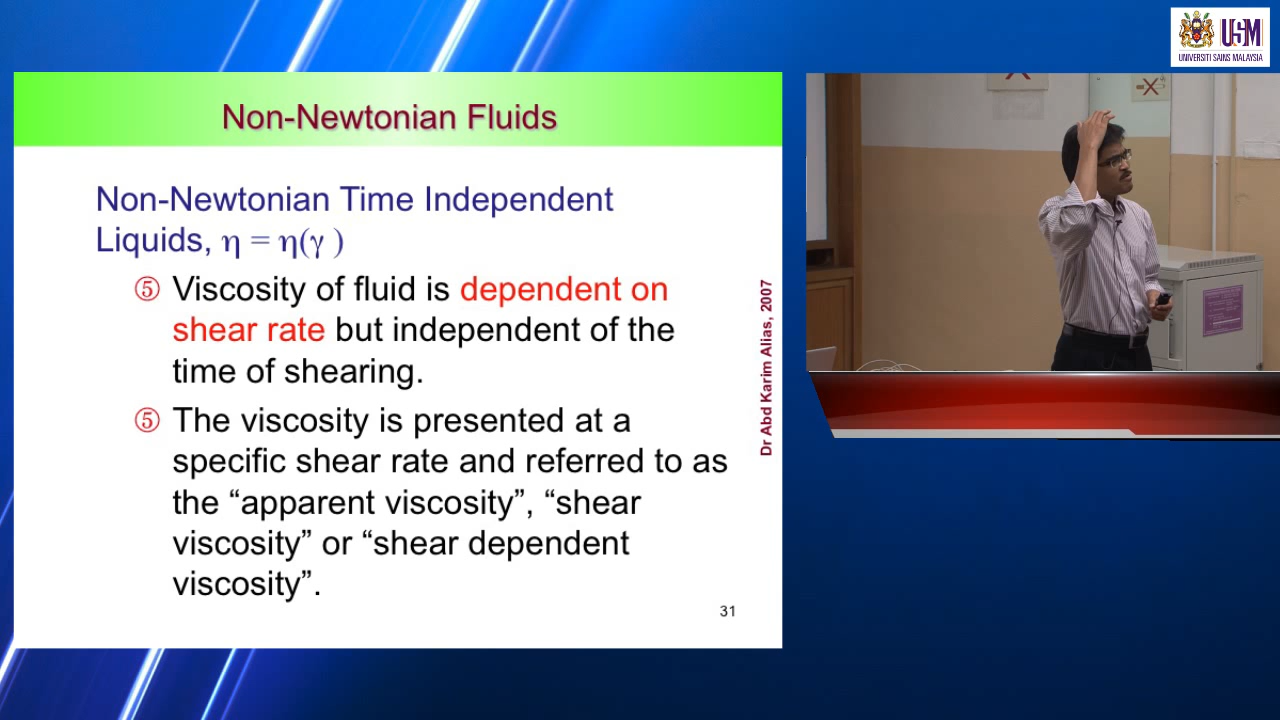 USM
UNIVERSITI SAINS MALAYSIA
Non-Newtonian Fluids
Non-Newtonian Time Independent
Liquids, η = η(γ )
⑤ Viscosity of fluid is dependent on
shear rate but independent of the
time of shearing.
⑤ The viscosity is presented at a
specific shear rate and referred to as
the “apparent viscosity”, “shear
viscosity” or “shear dependent
viscosity”.
31
Dr Abd Karim Alias, 2007